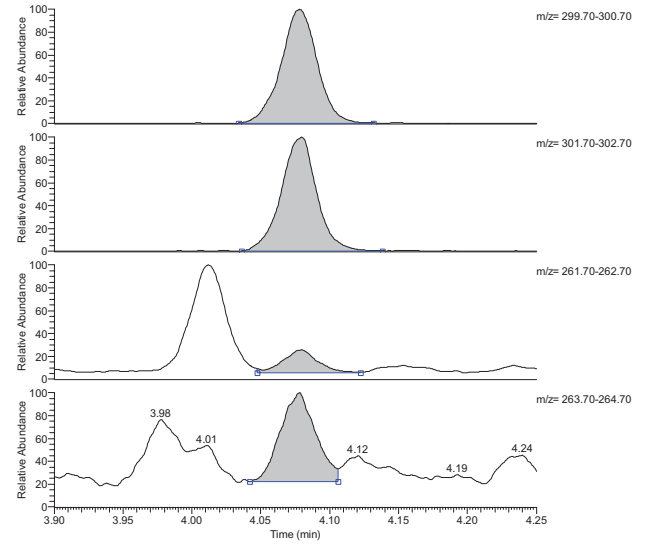 100
80
60
40
20
0
Relative Abundance
m/z= 299.70-300.70
100
80
60
40
20
0
Relative Abundance
m/z= 301.70-302.70
100
80
60
40
20
0
Relative Abundance
m/z= 261.70-262.70
100
80
60
40
20
0
Relative Abundance
m/z= 263.70-264.70
3.98
4.01
4.12
4.19
4.24
3.90 3.95 4.00 4.05 4.10 4.15 4.20 4.25
Time (min)